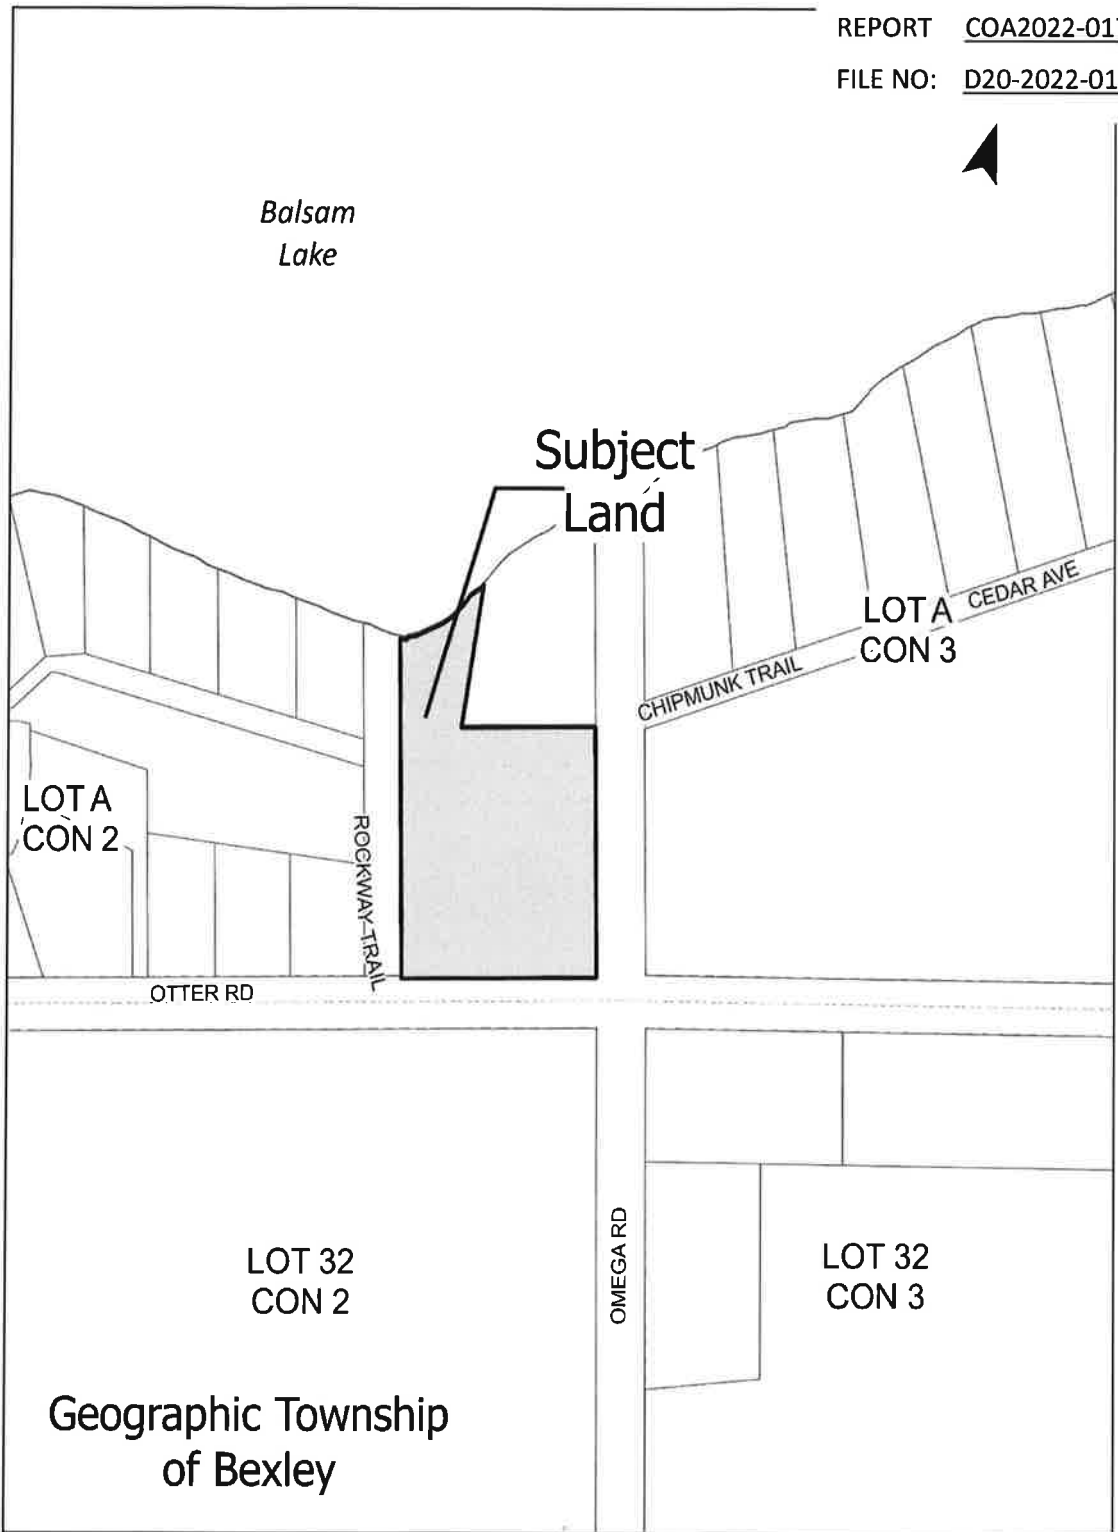 REPORT COA2022-01
FILE NO: D20-2022-01
Balsam
Lake
Subject
Land
LOT A
CON 3
CEDAR AVE
CHIPMUNK TRAIL
LOT A
CON 2
ROCKWAY TRAIL
OTTER RD
LOT 32
CON 2
OMEGA RD
LOT 32
CON 3
Geographic Township
of Bexley